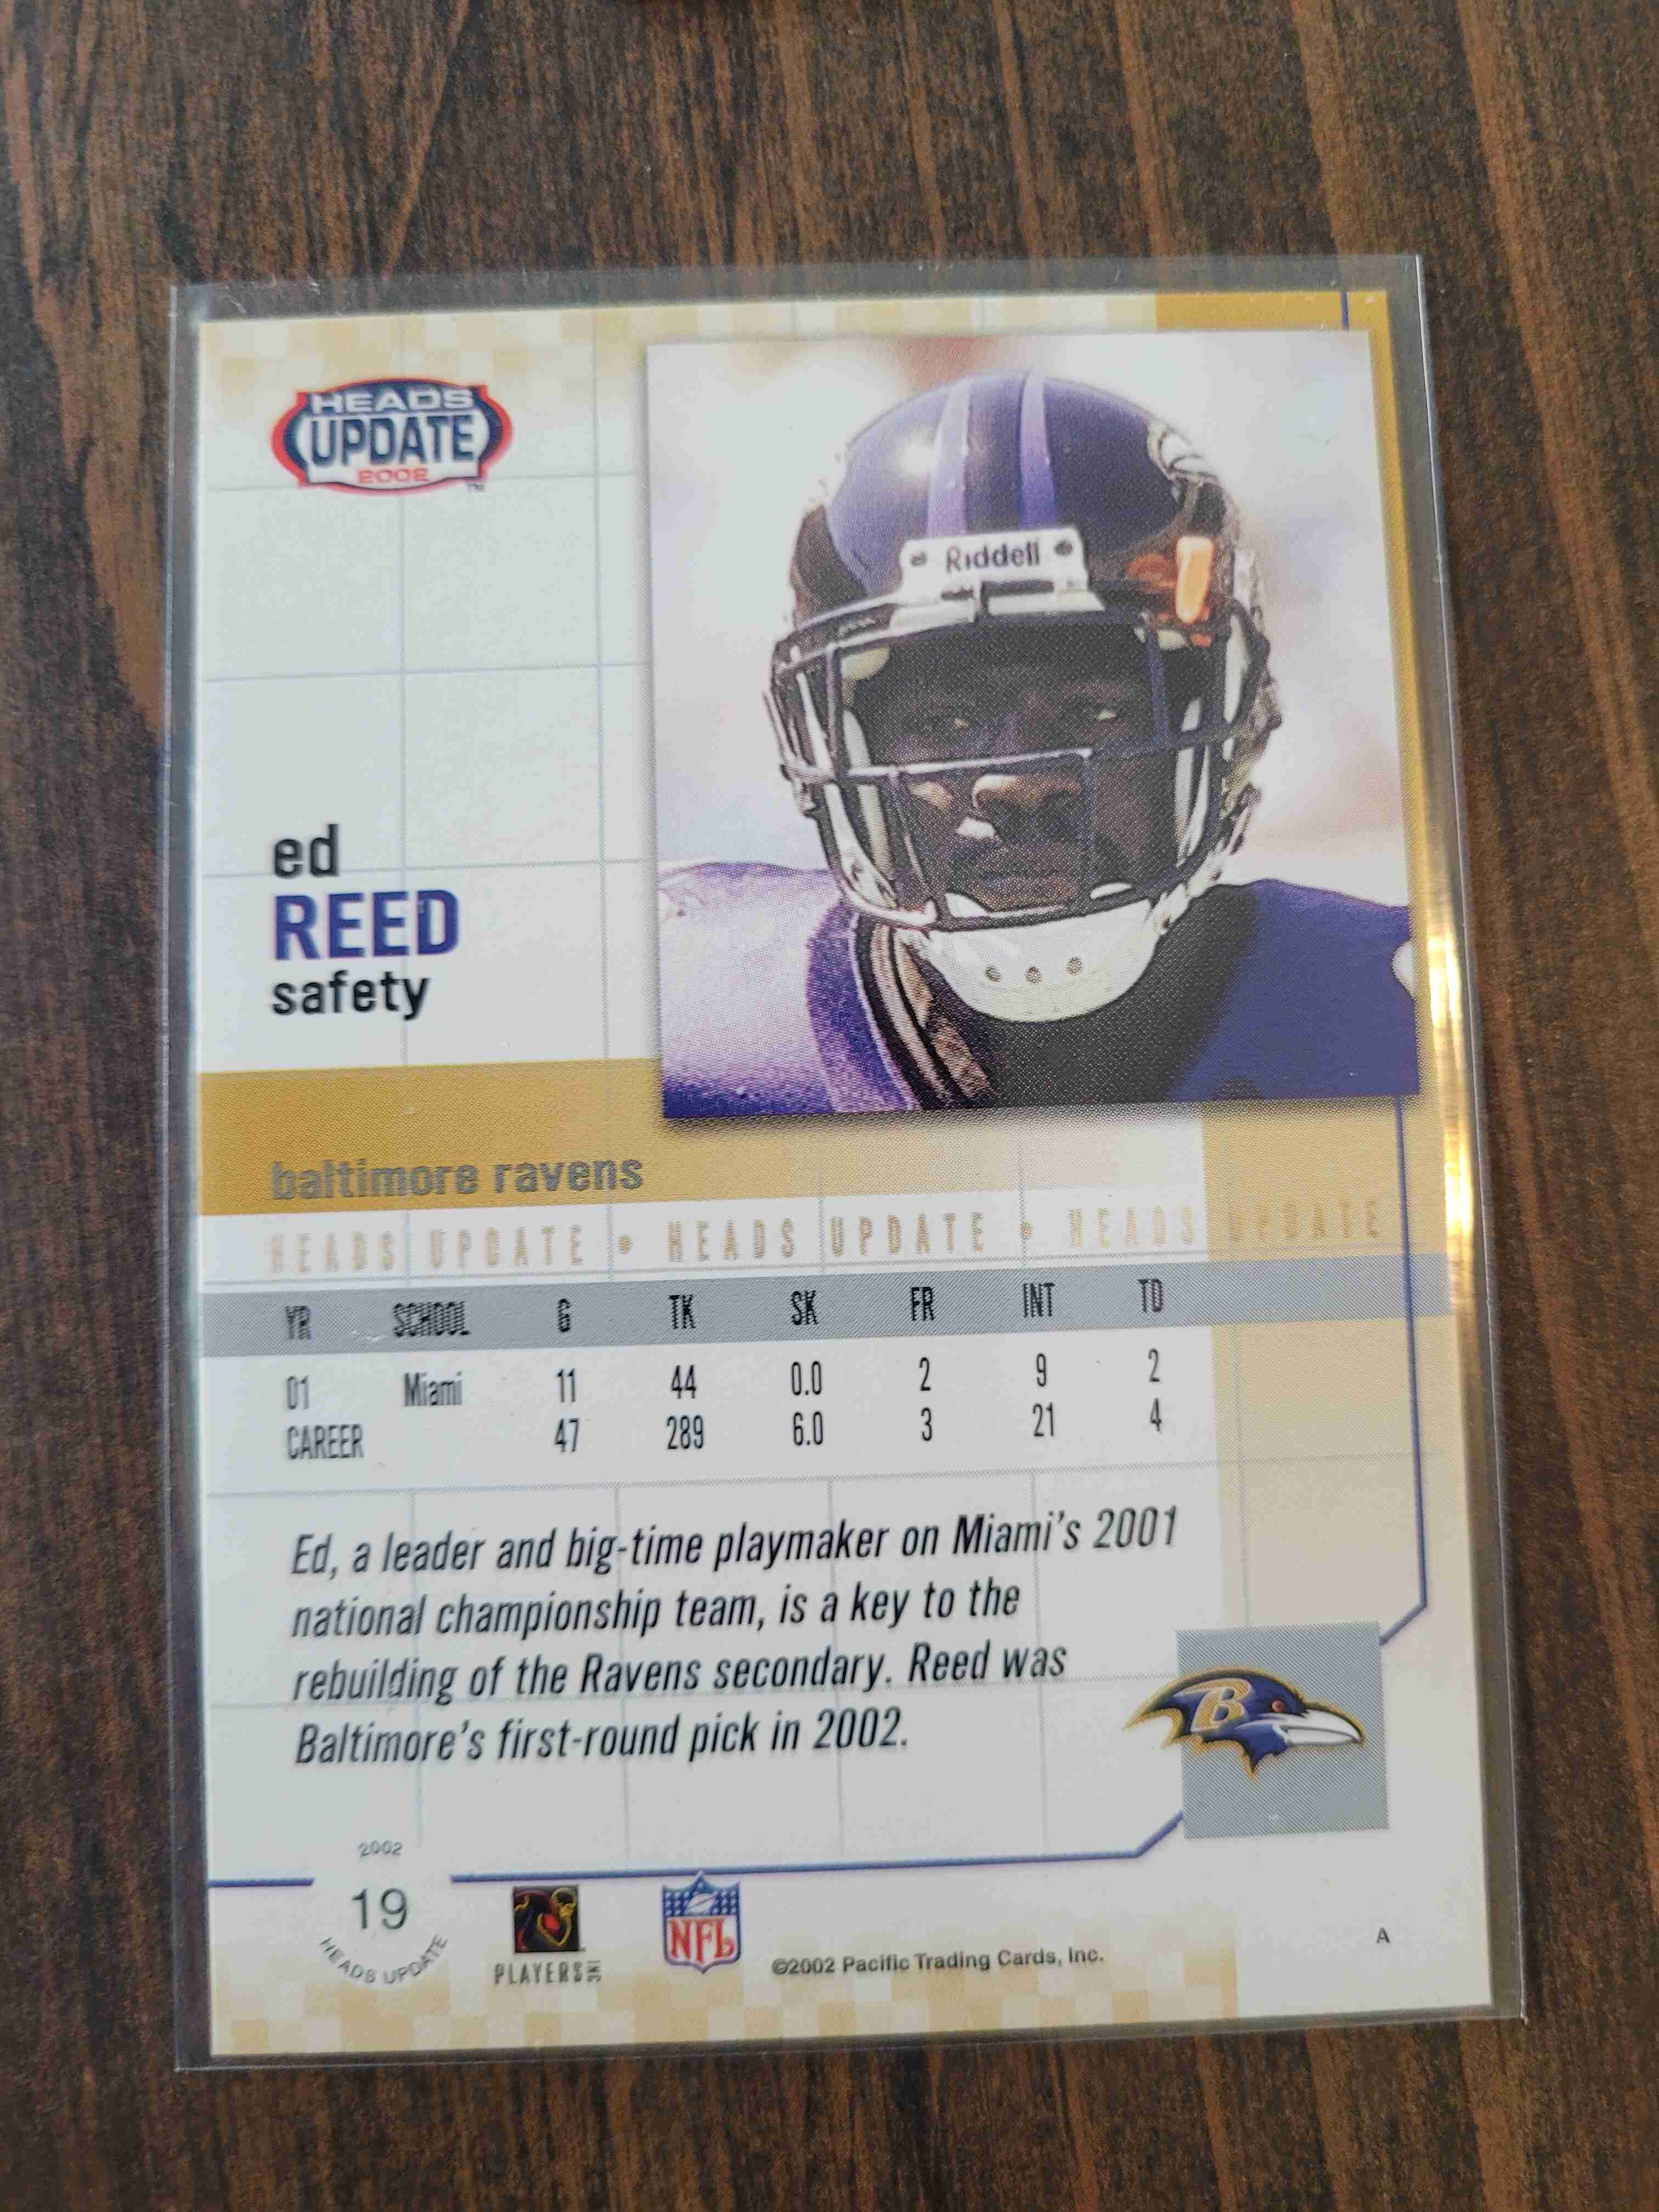 HEADS
UPDATE
2002
TM
Riddell
ed
REED
safety
baltimore ravens
HEADS UPDATE • HEADS UPDATE • HEADS UPDATE
YR SCHOOL G TK SK FR INT TD
01 Miami 11 44 0.0 2 9 2
CAREER 47 289 6.0 3 21 4
Ed, a leader and big-time playmaker on Miami's 2001
national championship team, is a key to the
rebuilding of the Ravens secondary. Reed was
Baltimore's first-round pick in 2002.
B
2002
19
HEADS UPDATE
PLAYERS INC
NFL
©2002 Pacific Trading Cards, Inc.
A